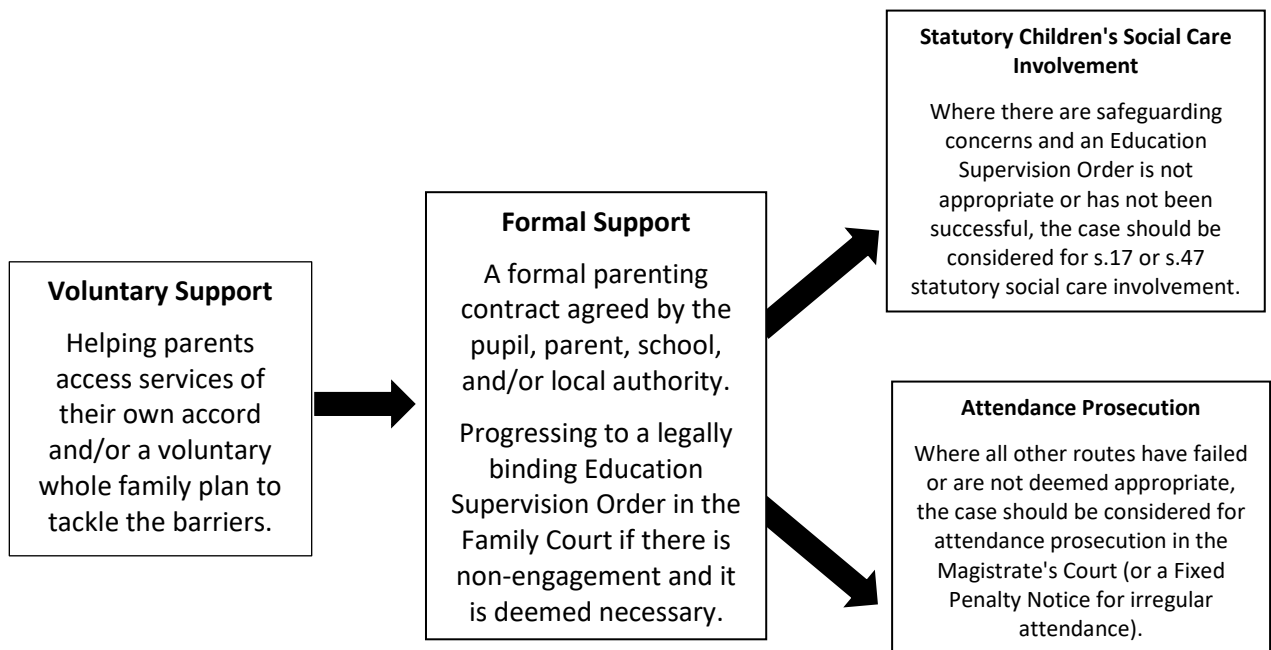 Voluntary Support
Helping parents
access services of
their own accord
and/or a voluntary
whole family plan to
tackle the barriers.
Formal Support
A formal parenting
contract agreed by the
pupil, parent, school,
and/or local authority.
Progressing to a legally
binding Education
Supervision Order in the
Family Court if there is
non-engagement and it
is deemed necessary.
Statutory Children's Social Care
Involvement
Where there are safeguarding
concerns and an Education
Supervision Order is not
appropriate or has not been
successful, the case should be
considered for s.17 or s.47
statutory social care involvement.
Attendance Prosecution
Where all other routes have failed
or are not deemed appropriate,
the case should be considered for
attendance prosecution in the
Magistrate's Court (or a Fixed
Penalty Notice for irregular
attendance).